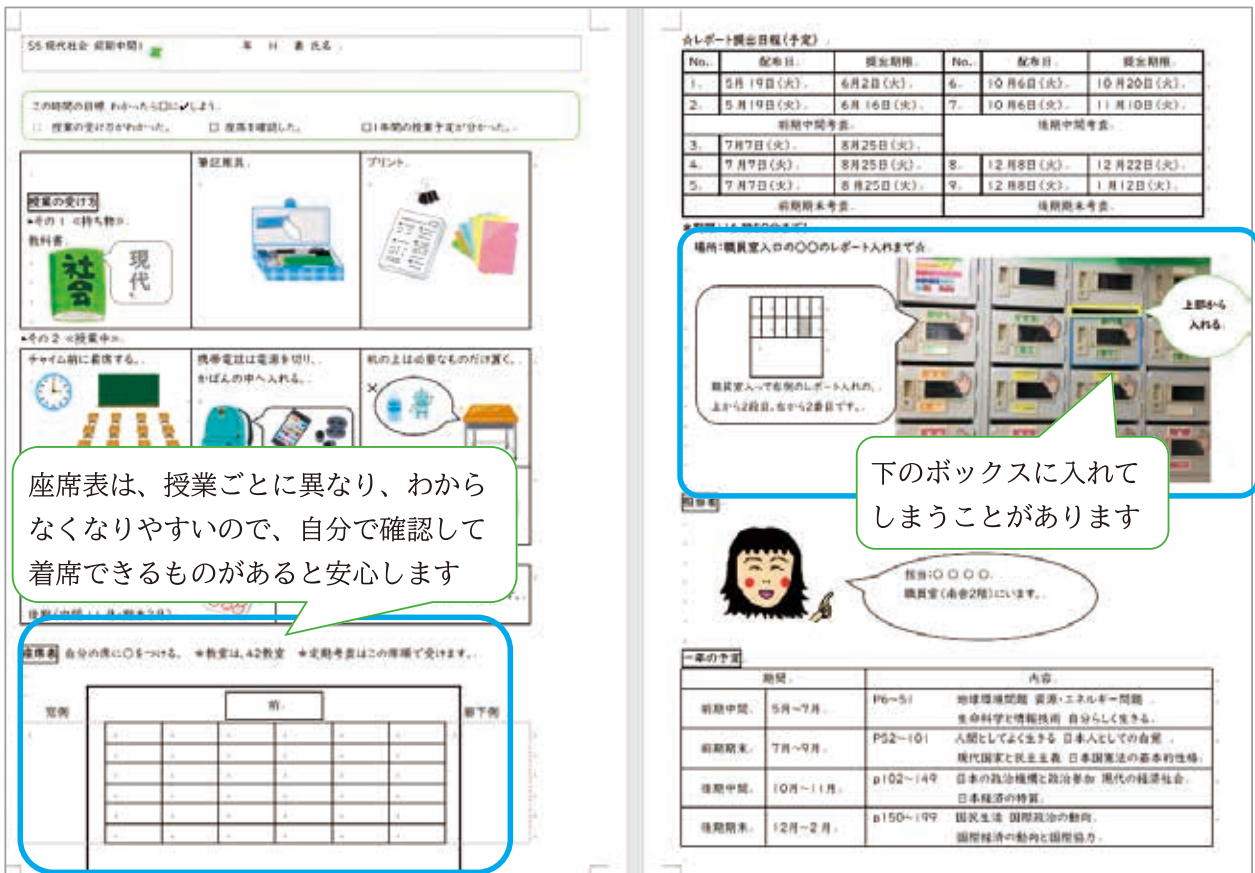 S5 現代社会 前期中間1　年　H　番 氏名
この時間の目標 わかったら□に✔しよう。
□ 授業の受け方がわかった。 □ 座席を確認した。 □1年間の授業予定が分かった。
授業の受け方
▸その1 ≪持ち物≫
教科書
社会
現代
筆記用具
プリント
▸その2 ≪授業中≫
チャイム前に着席する。
携帯電話は電源を切り、
かばんの中へ入れる。
机の上は必要なものだけ置く。
座席表は、授業ごとに異なり、わから
なくなりやすいので、自分で確認して
着席できるものがあると安心します
座席表 自分の席に○をつける。 ＊教室は、42教室 ＊定期考査はこの席順で受けます。
窓側
前
廊下側
☆レポート提出日程(予定)
No. 配布日 提出期限 No. 配布日 提出期限
1. 5月19日(火) 6月2日(火) 6. 10月6日(火) 10月20日(火)
2. 5月19日(火) 6月16日(火) 7. 10月6日(火) 11月10日(火)
前期中間考査 後期中間考査
3. 7月7日(火) 8月25日(火)
4. 7月7日(火) 8月25日(火) 8. 12月8日(火) 12月22日(火)
5. 7月7日(火) 8月25日(火) 9. 12月8日(火) 1月12日(火)
前期期末考査 後期期末考査
場所:職員室入口の○○のレポート入れまで☆
職員室入って右側のレポート入れの、
上から2段目、右から2番目です。
上部から
入れる
下のボックスに入れて
しまうことがあります
担当者
担当:○○○○
職員室(南舎2階)にいます。
一年の予定
期間 内容
前期中間 5月~7月 P6~51 地球環境問題 資源・エネルギー問題
生命科学と情報技術 自分らしく生きる
前期期末 7月~9月 P52~101 人間としてよく生きる 日本人としての自覚
現代国家と民主主義 日本国憲法の基本的性格
後期中間 10月~11月 p102~149 日本の政治機構と政治参加 現代の経済社会
日本経済の特質
後期期末 12月~2月 p150~199 国民生活 国際政治の動向
国際経済の動向と国際協力